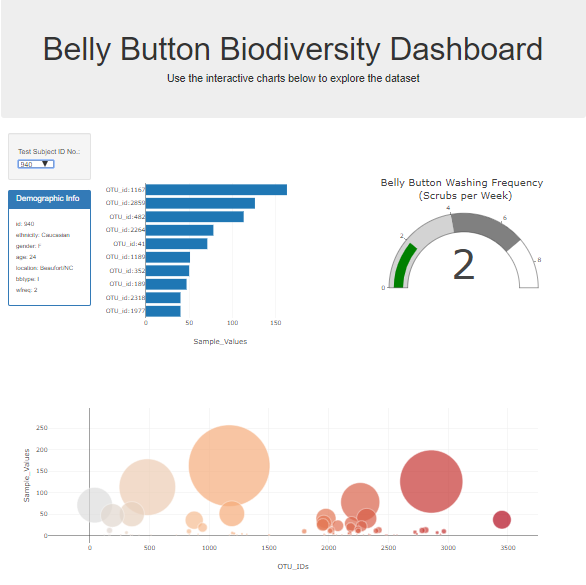 Belly Button Biodiversity Dashboard
Use the interactive charts below to explore the dataset
Test Subject ID No.:
940
Demographic Info
id: 940
ethnicity: Caucasian
gender: F
age: 24
location: Beaufort/NC
bbtype: I
wfreq: 2
OTU_id:1167
OTU_id:2859
OTU_id:482
OTU_id:2264
OTU_id:41
OTU_id:1189
OTU_id:352
OTU_id:189
OTU_id:2318
OTU_id:1977
0 50 100 150
Sample_Values
Belly Button Washing Frequency
(Scrubs per Week)
0
2
4
6
8
2
Sample_Values
250
200
150
100
50
0
0 500 1000 1500 2000 2500 3000 3500
OTU_IDs